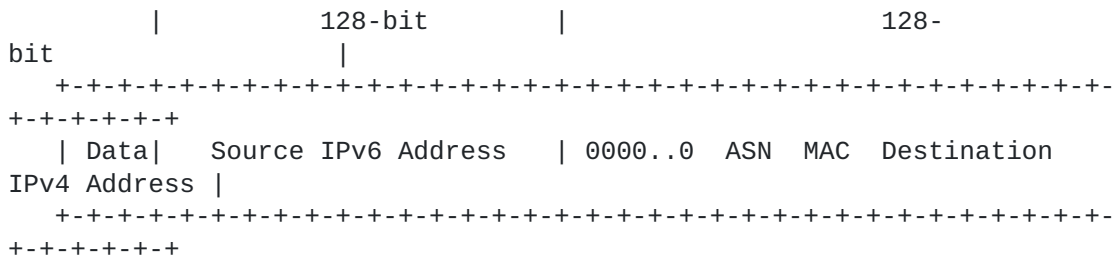 |          128-bit        |                    128-
bit                  |
+-+-+-+-+-+-+-+-+-+-+-+-+-+-+-+-+-+-+-+-+-+-+-+-+-+-+-+-+-+-+-+-+-+-
+-+-+-+-+-+
| Data|   Source IPv6 Address   | 0000..0  ASN  MAC  Destination
IPv4 Address |
+-+-+-+-+-+-+-+-+-+-+-+-+-+-+-+-+-+-+-+-+-+-+-+-+-+-+-+-+-+-+-+-+-+-
+-+-+-+-+-+